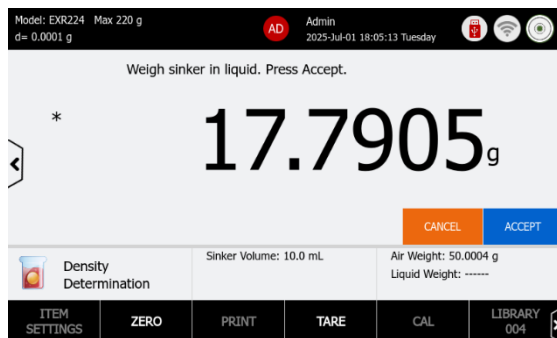 Model: EXR224 Max 220 g
d= 0.0001 g
AD
Admin
2025-Jul-01 18:05:13 Tuesday
Weigh sinker in liquid. Press Accept.
*
17.7905 g
CANCEL
ACCEPT
Density
Determination
Sinker Volume: 10.0 mL
Air Weight: 50.0004 g
Liquid Weight: ------
ITEM
SETTINGS
ZERO
PRINT
TARE
CAL
LIBRARY
004